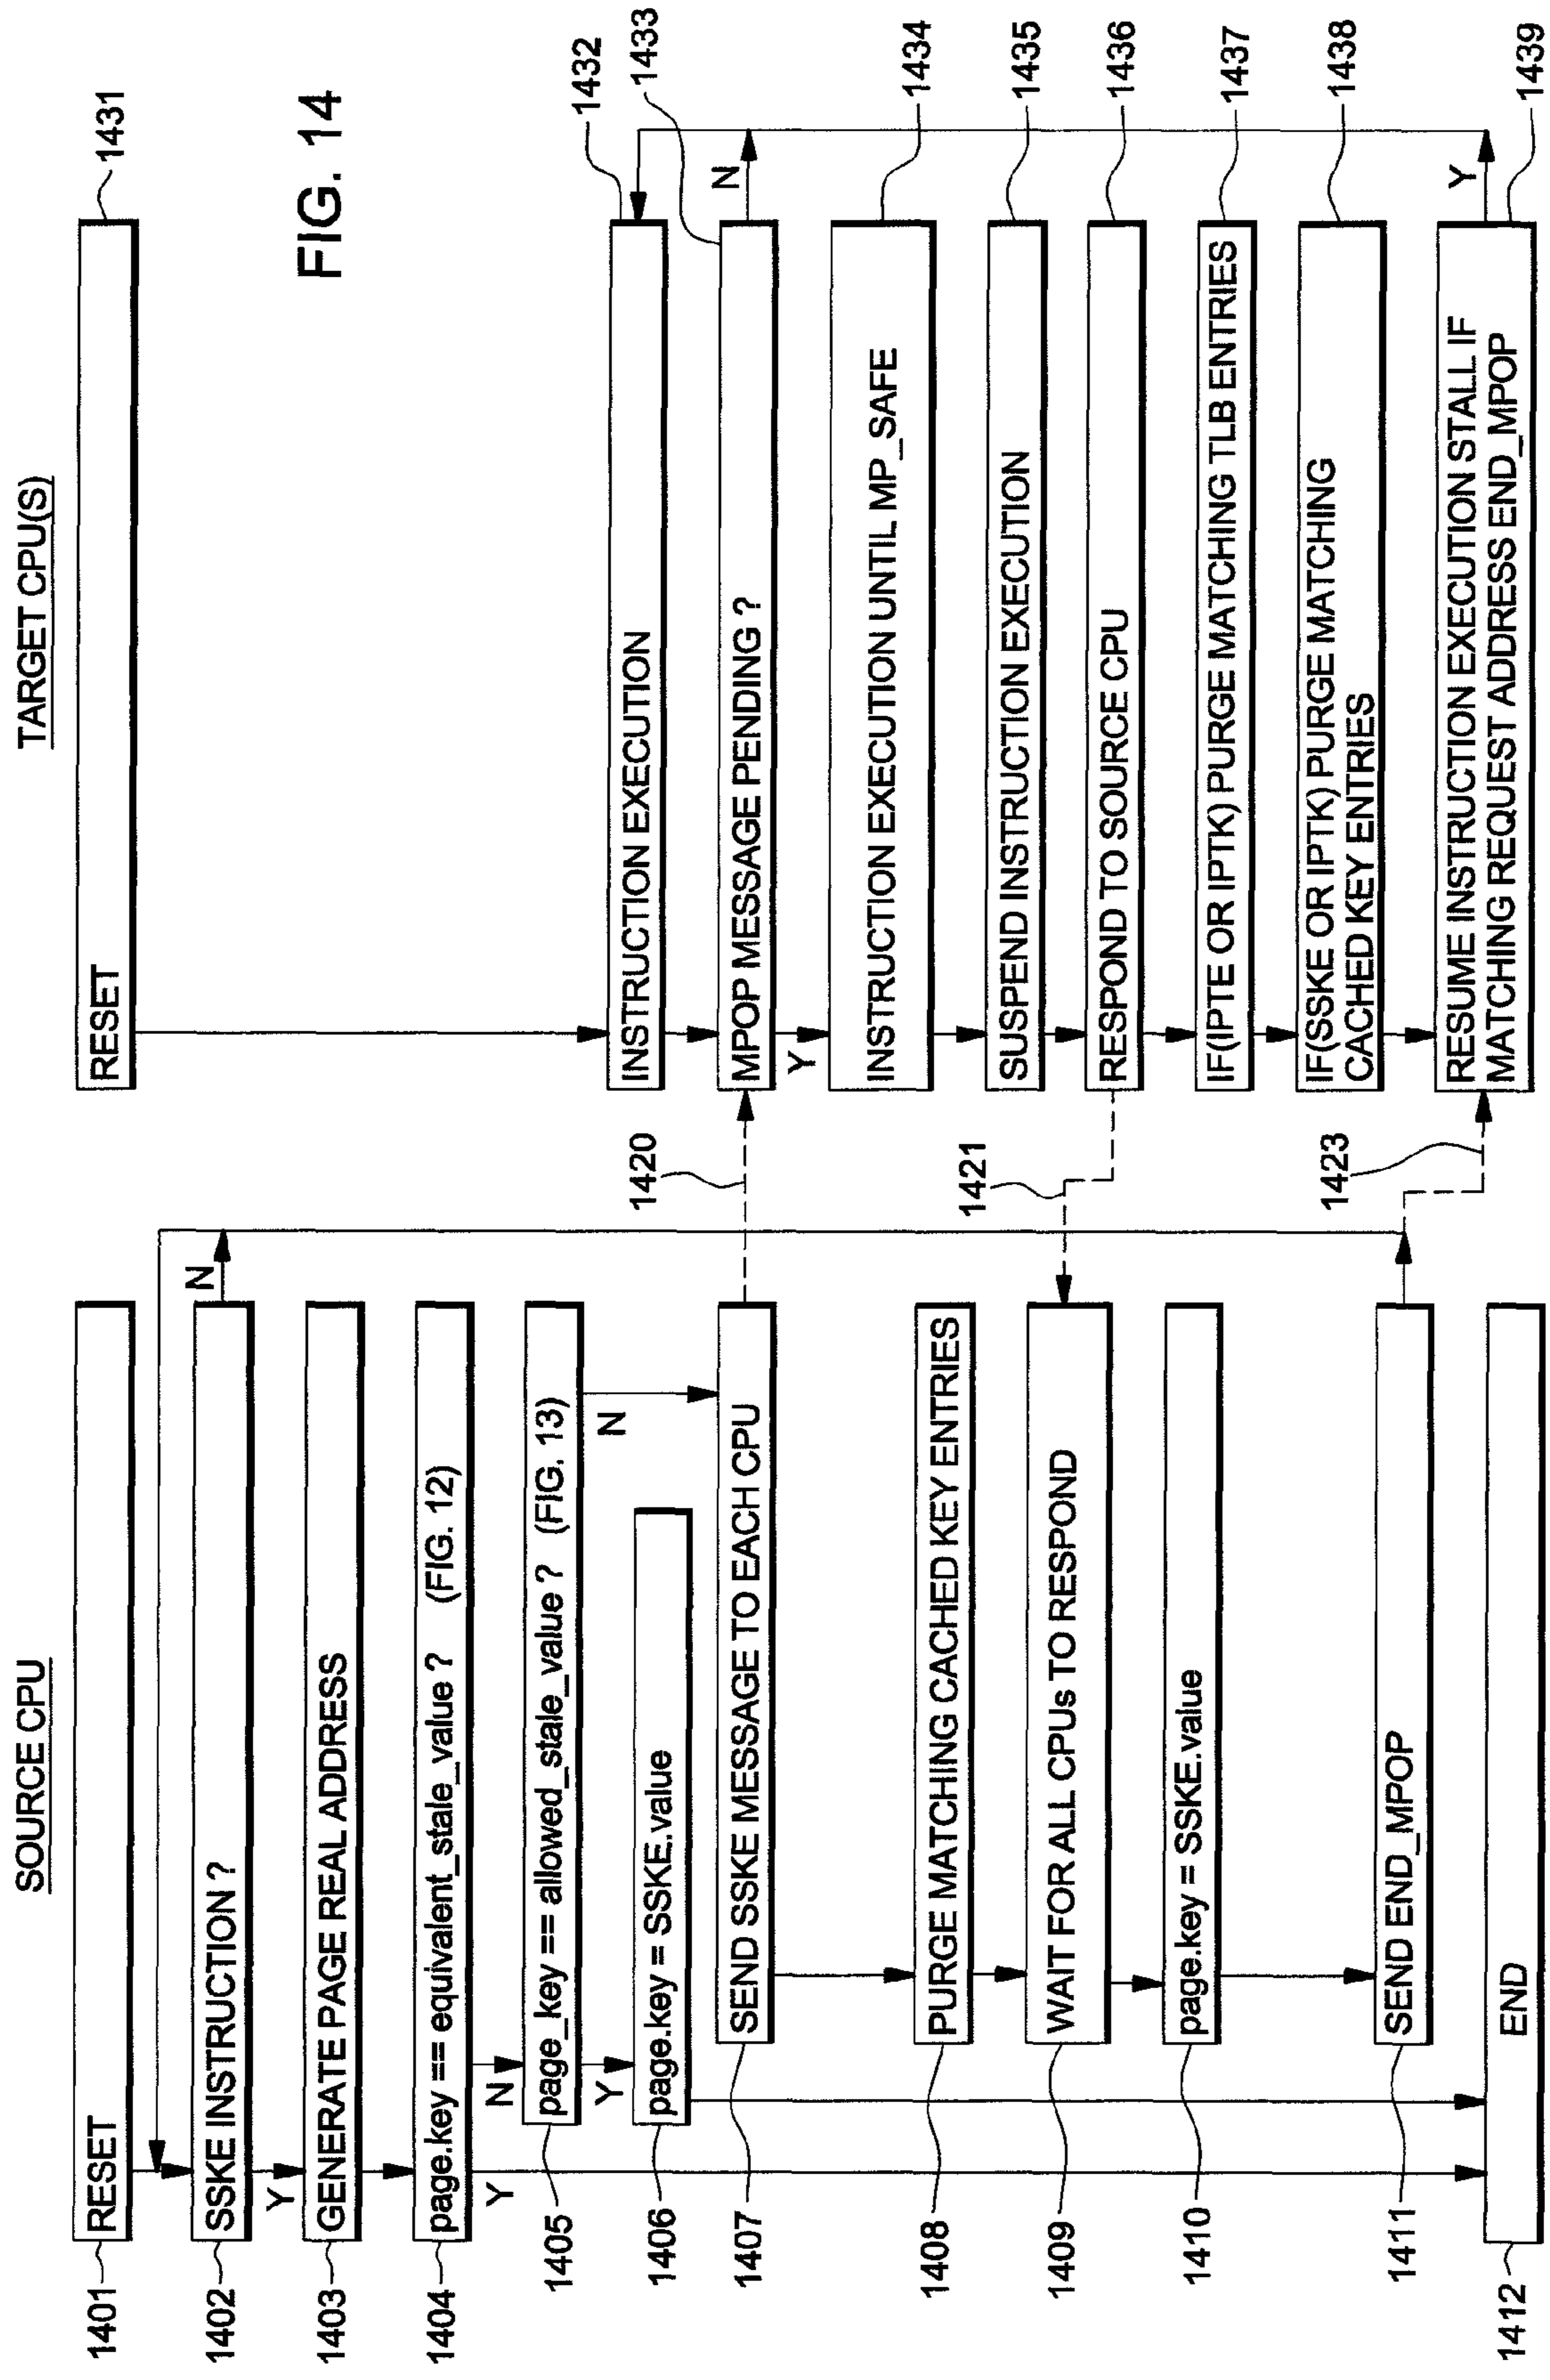 FIG. 14
SOURCE CPU
1401
RESET
1402
SSKE INSTRUCTION ?
N
Y
1403
GENERATE PAGE REAL ADDRESS
1404
page.key == equivalent_stale_value ? (FIG. 12)
N
Y
1405
page_key == allowed_stale_value ? (FIG. 13)
Y
N
1406
page.key = SSKE.value
1407
SEND SSKE MESSAGE TO EACH CPU
1408
PURGE MATCHING CACHED KEY ENTRIES
1409
WAIT FOR ALL CPUs TO RESPOND
1410
page.key = SSKE.value
1411
SEND END_MPOP
1412
END
1420
1421
1423
TARGET CPU(S)
RESET
1431
INSTRUCTION EXECUTION
1432
MPOP MESSAGE PENDING ?
1433
N
Y
INSTRUCTION EXECUTION UNTIL MP_SAFE
1434
SUSPEND INSTRUCTION EXECUTION
1435
RESPOND TO SOURCE CPU
1436
IF(IPTE OR IPTK) PURGE MATCHING TLB ENTRIES
1437
IF(SSKE OR IPTK) PURGE MATCHING
CACHED KEY ENTRIES
1438
Y
RESUME INSTRUCTION EXECUTION STALL IF
MATCHING REQUEST ADDRESS END_MPOP
1439